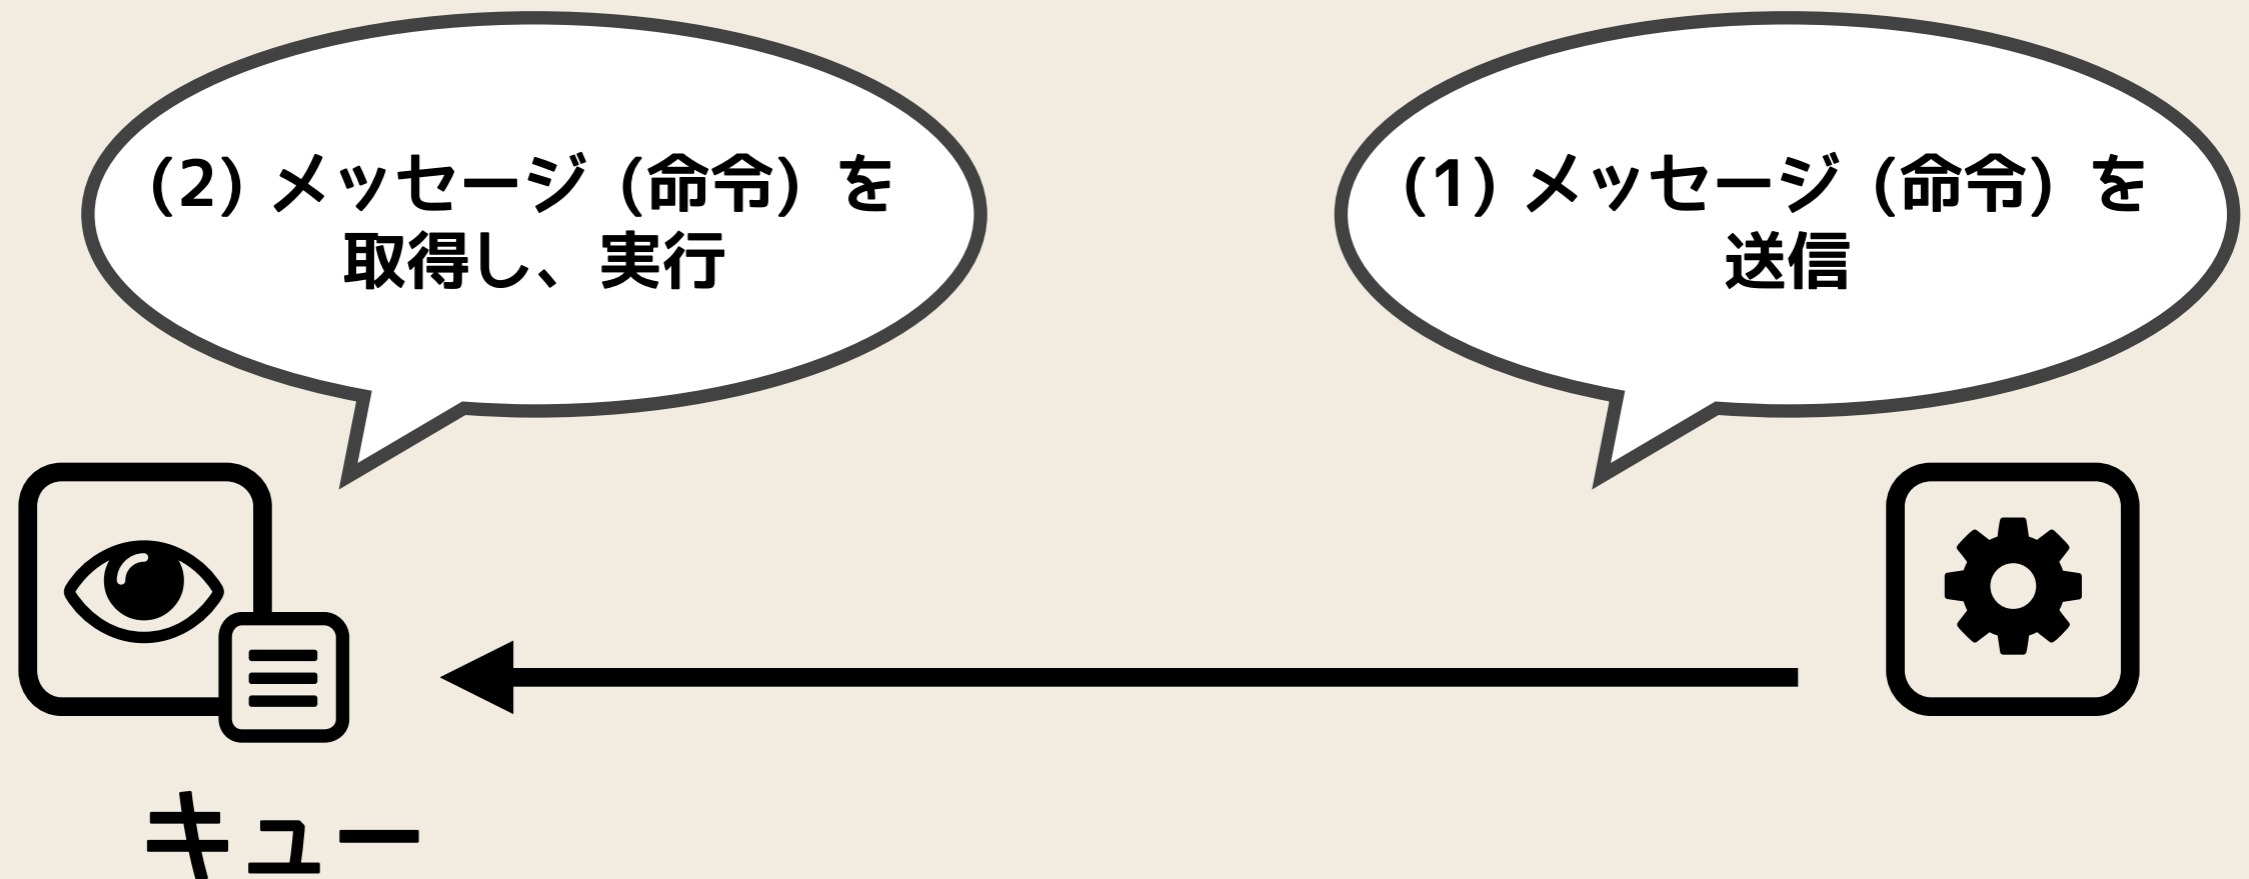 (2) メッセージ（命令）を
取得し、実行
(1) メッセージ（命令）を
送信
キュー